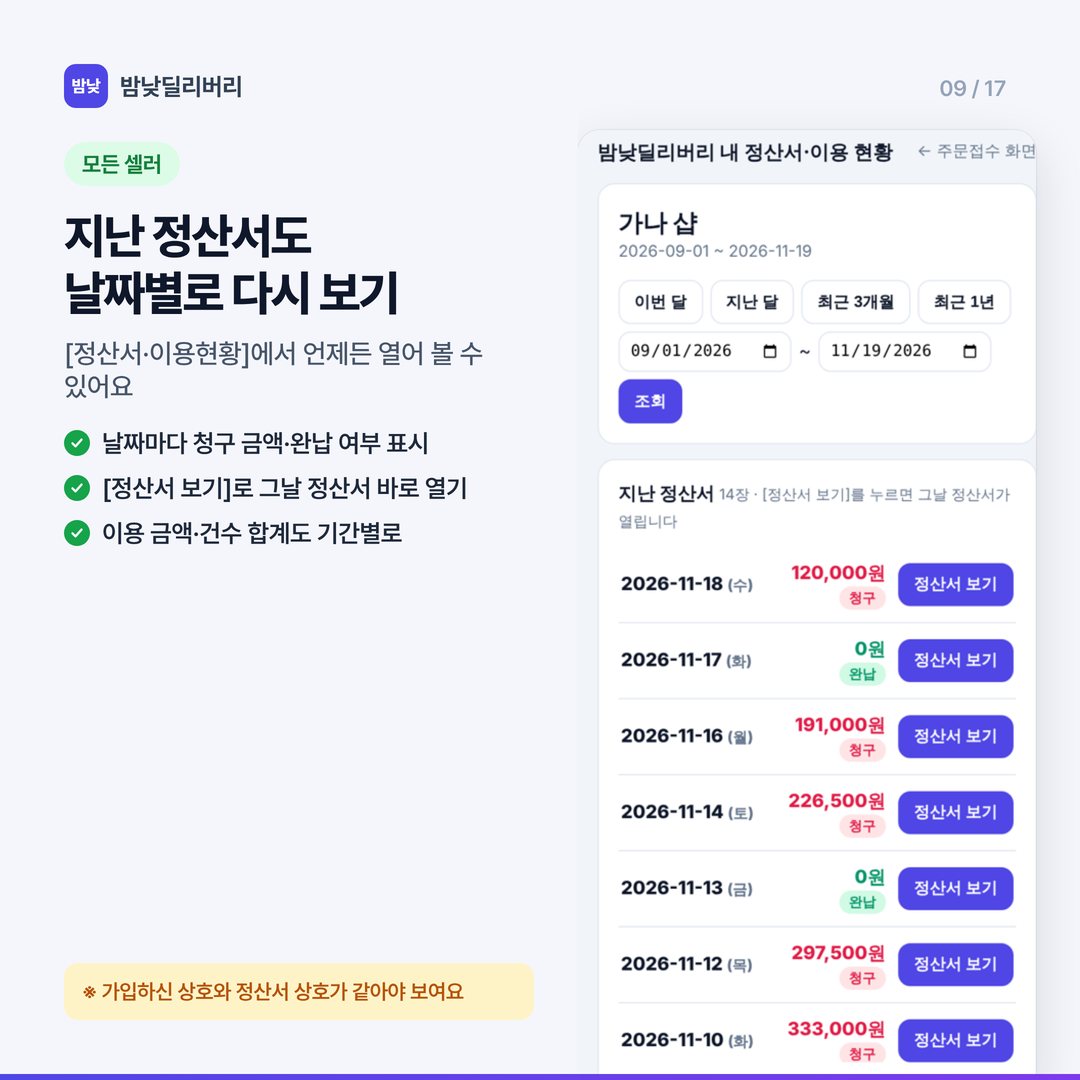 밤낮
밤낮딜리버리
09 / 17
모든 셀러
지난 정산서도
날짜별로 다시 보기
[정산서·이용현황]에서 언제든 열어 볼 수
있어요
날짜마다 청구 금액·완납 여부 표시
[정산서 보기]로 그날 정산서 바로 열기
이용 금액·건수 합계도 기간별로
※ 가입하신 상호와 정산서 상호가 같아야 보여요
밤낮딜리버리 내 정산서·이용 현황
← 주문접수 화면
가나 샵
2026-09-01 ~ 2026-11-19
이번 달
지난 달
최근 3개월
최근 1년
09/01/2026 ~ 11/19/2026
조회
지난 정산서 14장 · [정산서 보기]를 누르면 그날 정산서가
열립니다
2026-11-18 (수)
120,000원
청구
정산서 보기
2026-11-17 (화)
0원
완납
정산서 보기
2026-11-16 (월)
191,000원
청구
정산서 보기
2026-11-14 (토)
226,500원
청구
정산서 보기
2026-11-13 (금)
0원
완납
정산서 보기
2026-11-12 (목)
297,500원
청구
정산서 보기
2026-11-10 (화)
333,000원
청구
정산서 보기